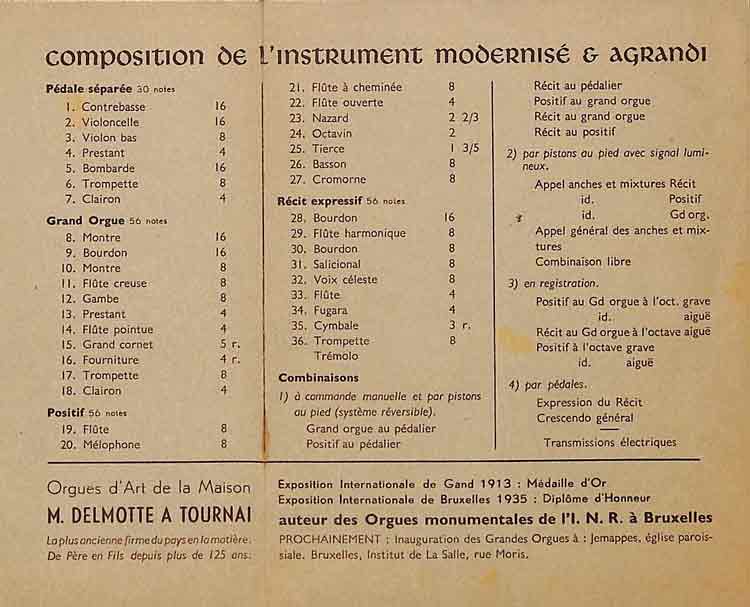 composition de l'instrument modernisé & agrandi
Pédale séparée 30 notes
1. Contrebasse 16
2. Violoncelle 16
3. Violon bas 8
4. Prestant 4
5. Bombarde 16
6. Trompette 8
7. Clairon 4
Grand Orgue 56 notes
8. Montre 16
9. Bourdon 16
10. Montre 8
11. Flûte creuse 8
12. Gambe 8
13. Prestant 4
14. Flûte pointue 4
15. Grand cornet 5 r.
16. Fourniture 4 r.
17. Trompette 8
18. Clairon 4
Positif 56 notes
19. Flûte 8
20. Mélophone 8
21. Flûte à cheminée 8
22. Flûte ouverte 4
23. Nazard 2 2/3
24. Octavin 2
25. Tierce 1 3/5
26. Basson 8
27. Cromorne 8
Récit expressif 56 notes
28. Bourdon 16
29. Flûte harmonique 8
30. Bourdon 8
31. Salicional 8
32. Voix céleste 8
33. Flûte 4
34. Fugara 4
35. Cymbale 3 r.
36. Trompette 8
Trémolo
Combinaisons
1) à commande manuelle et par pistons
au pied (système réversible).
Grand orgue au pédalier
Positif au pédalier
Récit au pédalier
Positif au grand orgue
Récit au grand orgue
Récit au positif
2) par pistons au pied avec signal lumi-
neux.
Appel anches et mixtures Récit
id. Positif
id. Gd org.
Appel général des anches et mix-
tures
Combinaison libre
3) en registration.
Positif au Gd orgue à l'oct. grave
id. aiguë
Récit au Gd orgue à l'octave aiguë
Positif à l'octave grave
id. aiguë
4) par pédales.
Expression du Récit
Crescendo général
Transmissions électriques
Orgues d'Art de la Maison
M. DELMOTTE A TOURNAI
La plus ancienne firme du pays en la matière.
De Père en Fils depuis plus de 125 ans.
Exposition Internationale de Gand 1913 : Médaille d'Or
Exposition Internationale de Bruxelles 1935 : Diplôme d'Honneur
auteur des Orgues monumentales de l'I. N. R. à Bruxelles
PROCHAINEMENT : Inauguration des Grandes Orgues à : Jemappes, église parois-
siale. Bruxelles, Institut de La Salle, rue Moris.